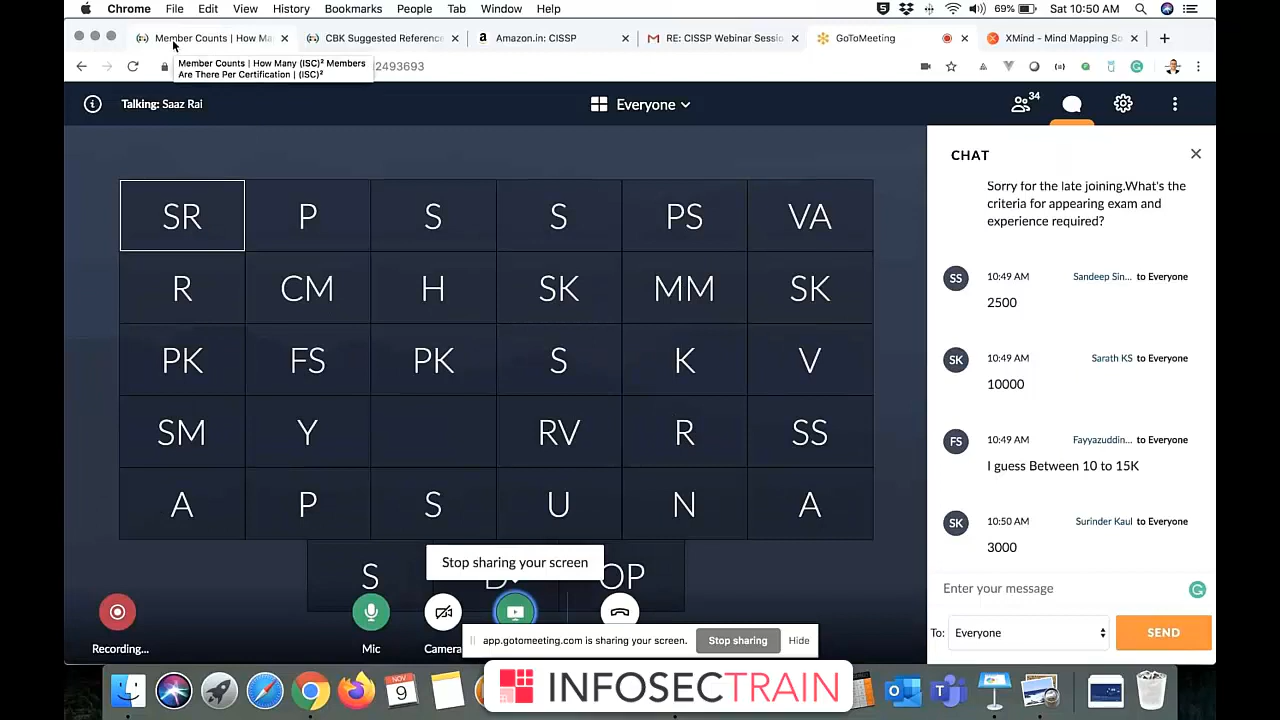 Chrome File Edit View History Bookmarks People Tab Window Help
69% Sat 10:50 AM
Member Counts | How Ma
CBK Suggested Reference
Amazon.in: CISSP
RE: CISSP Webinar Sessio
GoToMeeting
XMind - Mind Mapping So
Member Counts | How Many (ISC)² Members
Are There Per Certification | (ISC)²
2493693
Talking: Saaz Rai
Everyone
34
CHAT
Sorry for the late joining.What's the
criteria for appearing exam and
experience required?
SS
10:49 AM Sandeep Sin... to Everyone
2500
SK
10:49 AM Sarath KS to Everyone
10000
FS
10:49 AM Fayyazuddin... to Everyone
I guess Between 10 to 15K
SK
10:50 AM Surinder Kaul to Everyone
3000
Enter your message
To: Everyone
SEND
SR P S S PS VA
R CM H SK MM SK
PK FS PK S K V
SM Y RV R SS
A P S U N A
S OP
Stop sharing your screen
Recording...
Mic
Camera
app.gotomeeting.com is sharing your screen.
Stop sharing
Hide
NOV
9
INFOSECTRAIN